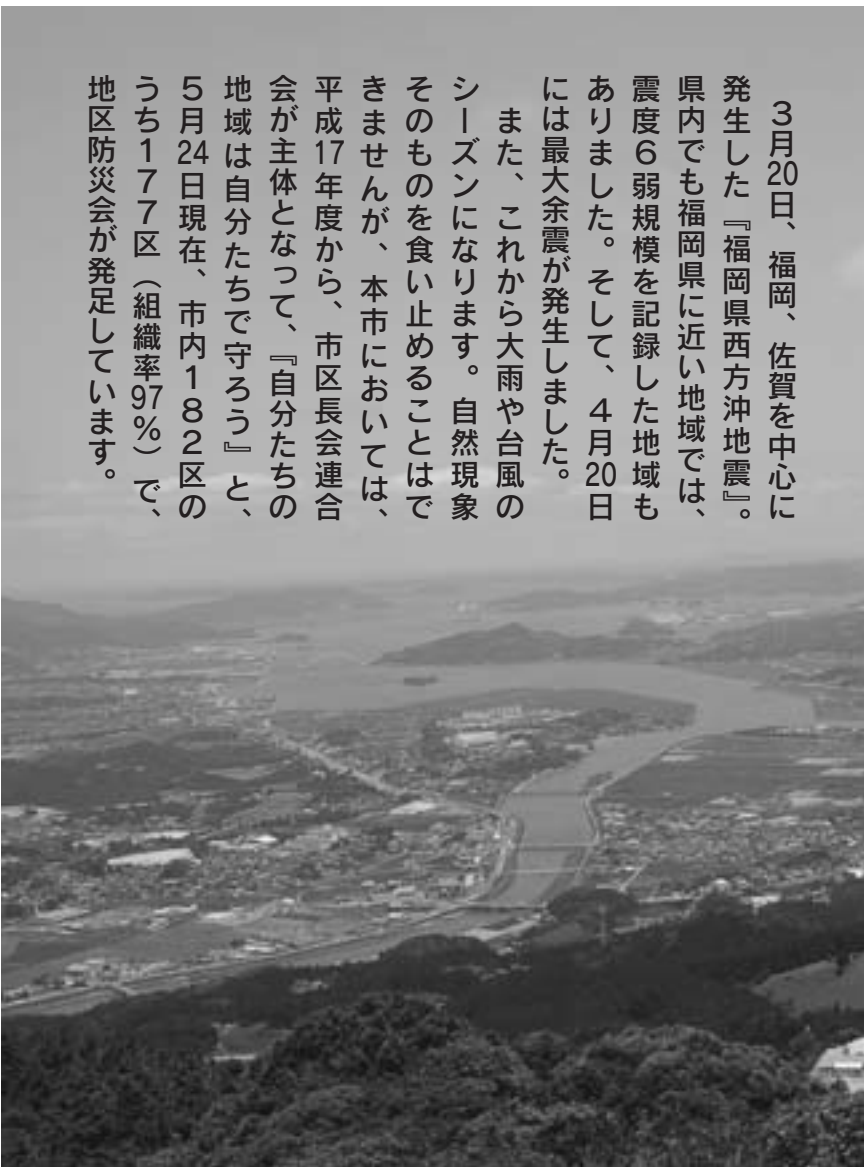 ３月20日、福岡、佐賀を中心に
発生した『福岡県西方沖地震』。
県内でも福岡県に近い地域では、
震度６弱規模を記録した地域も
ありました。そして、４月20日
には最大余震が発生しました。
また、これから大雨や台風の
シーズンになります。自然現象
そのものを食い止めることはで
きませんが、本市においては、
平成17年度から、市区長会連合
会が主体となって、『自分たちの
地域は自分たちで守ろう』と、
５月24日現在、市内１８２区の
うち１７７区（組織率97％）で、
地区防災会が発足しています。